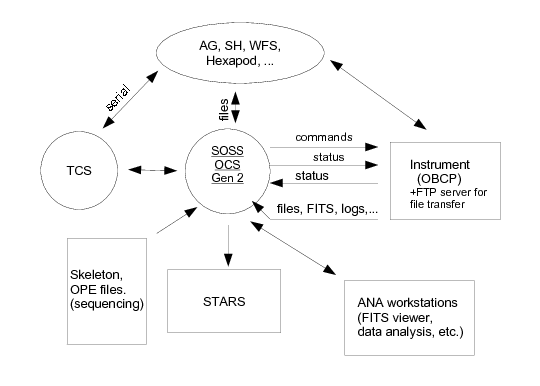 AG, SH, WFS,
Hexapod, ...
serial
files
TCS
SOSS
OCS
Gen 2
commands
status
status
files, FITS, logs,...
Instrument
(OBCP)
+FTP server for
file transfer
Skeleton,
OPE files.
(sequencing)
STARS
ANA workstations
(FITS viewer,
data analysis, etc.)